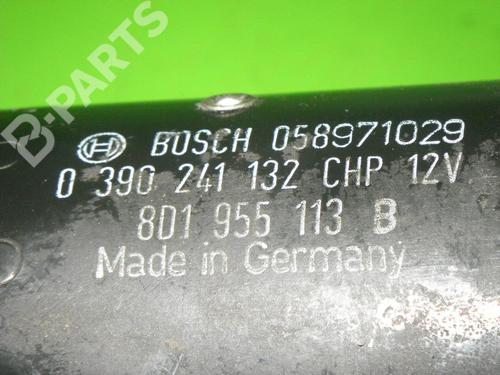 B-PARTS
BOSCH 058971029
0 390 241 132 CHP 12V
8D1 955 113 B
Made in Germany